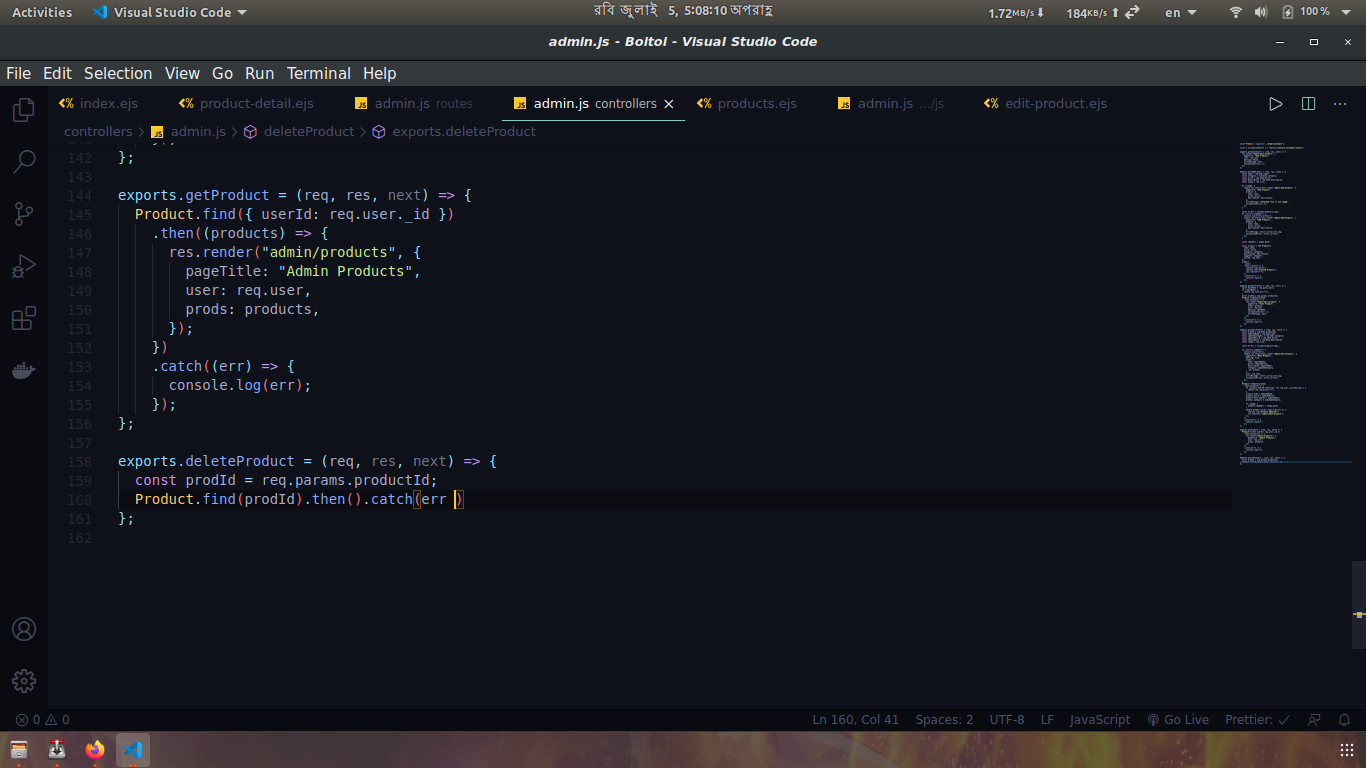 Activities Visual Studio Code রবি জুলাই 5, 5:08:10 অপরাহ্ণ 1.72MB/s 184KB/s en 100 %
admin.js - Boitoi - Visual Studio Code
File Edit Selection View Go Run Terminal Help
index.ejs product-detail.ejs admin.js routes admin.js controllers products.ejs admin.js .../js edit-product.ejs
controllers > admin.js > deleteProduct > exports.deleteProduct
142 };
143
144 exports.getProduct = (req, res, next) => {
145 Product.find({ userId: req.user._id })
146 .then((products) => {
147 res.render("admin/products", {
148 pageTitle: "Admin Products",
149 user: req.user,
150 prods: products,
151 });
152 })
153 .catch((err) => {
154 console.log(err);
155 });
156 };
157
158 exports.deleteProduct = (req, res, next) => {
159 const prodId = req.params.productId;
160 Product.find(prodId).then().catch(err )
161 };
162
0 0 Ln 160, Col 41 Spaces: 2 UTF-8 LF JavaScript Go Live Prettier: ✓